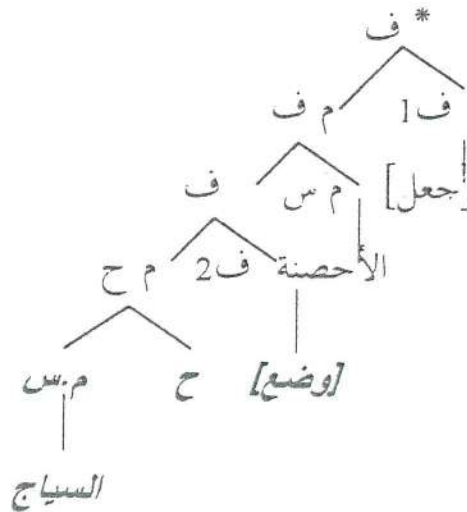 * ف
ف1 م ف
[جعل] م س ف
الأحصنة ف2 م ح
[وضع] ح م.س
السياج